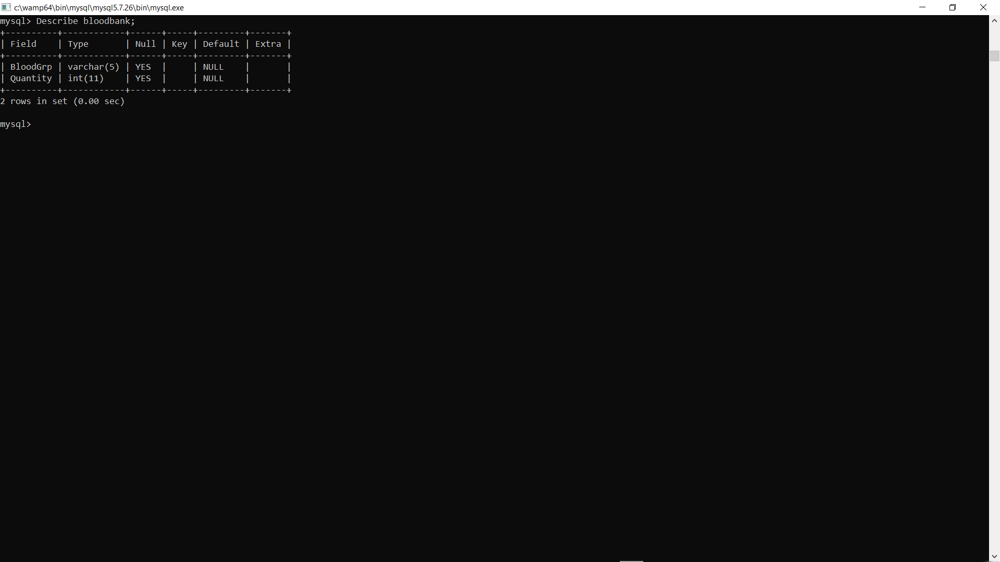 c:\wamp64\bin\mysql\mysql5.7.26\bin\mysql.exe
mysql> Describe bloodbank;
+----------+------------+------+-----+---------+-------+
| Field    | Type       | Null | Key | Default | Extra |
+----------+------------+------+-----+---------+-------+
| BloodGrp | varchar(5) | YES  |     | NULL    |       |
| Quantity | int(11)    | YES  |     | NULL    |       |
+----------+------------+------+-----+---------+-------+
2 rows in set (0.00 sec)
mysql>